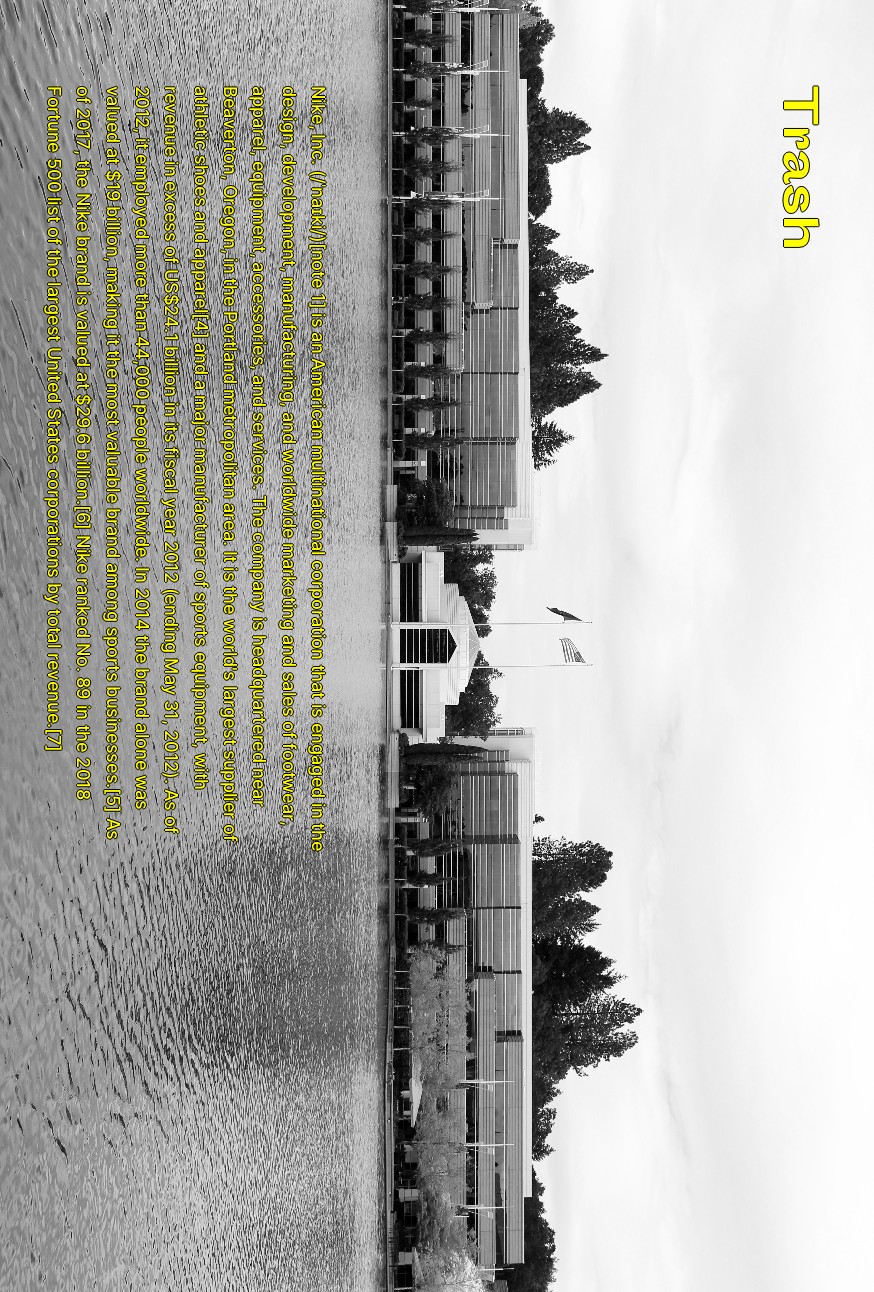 Trash
Nike, Inc. (/ˈnaɪki/)[note 1] is an American multinational corporation that is engaged in the
design, development, manufacturing, and worldwide marketing and sales of footwear,
apparel, equipment, accessories, and services. The company is headquartered near
Beaverton, Oregon, in the Portland metropolitan area. It is the world's largest supplier of
athletic shoes and apparel[4] and a major manufacturer of sports equipment, with
revenue in excess of US$24.1 billion in its fiscal year 2012 (ending May 31, 2012). As of
2012, it employed more than 44,000 people worldwide. In 2014 the brand alone was
valued at $19 billion, making it the most valuable brand among sports businesses.[5] As
of 2017, the Nike brand is valued at $29.6 billion.[6] Nike ranked No. 89 in the 2018
Fortune 500 list of the largest United States corporations by total revenue.[7]